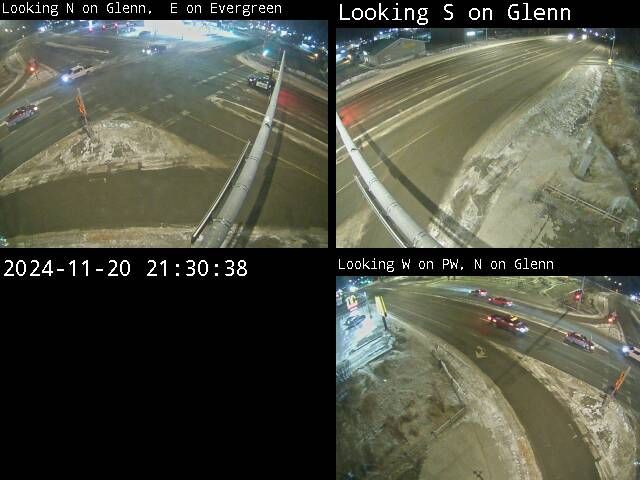 Looking N on Glenn,  E on Evergreen
Looking S on Glenn
2024-11-20 21:30:38
Looking W on PW, N on Glenn